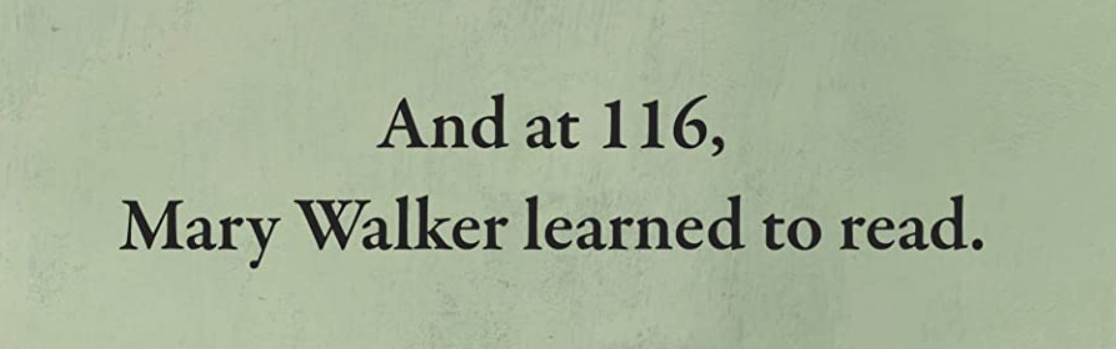 And at 116,
Mary Walker learned to read.